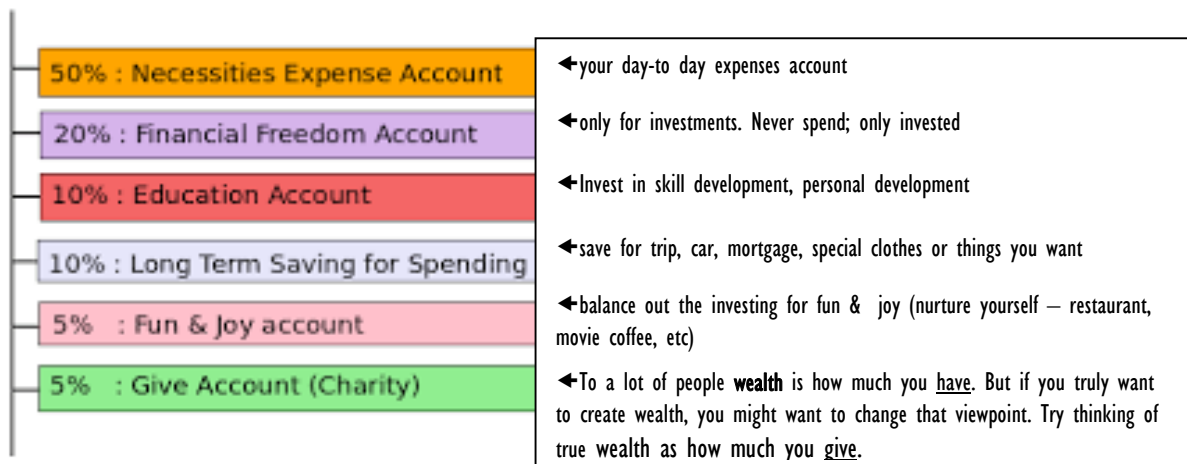 50% : Necessities Expense Account
←your day-to day expenses account
20% : Financial Freedom Account
←only for investments. Never spend; only invested
10% : Education Account
←Invest in skill development, personal development
10% : Long Term Saving for Spending
←save for trip, car, mortgage, special clothes or things you want
5% : Fun & Joy account
←balance out the investing for fun & joy (nurture yourself – restaurant,
movie coffee, etc)
5% : Give Account (Charity)
←To a lot of people wealth is how much you have. But if you truly want
to create wealth, you might want to change that viewpoint. Try thinking of
true wealth as how much you give.